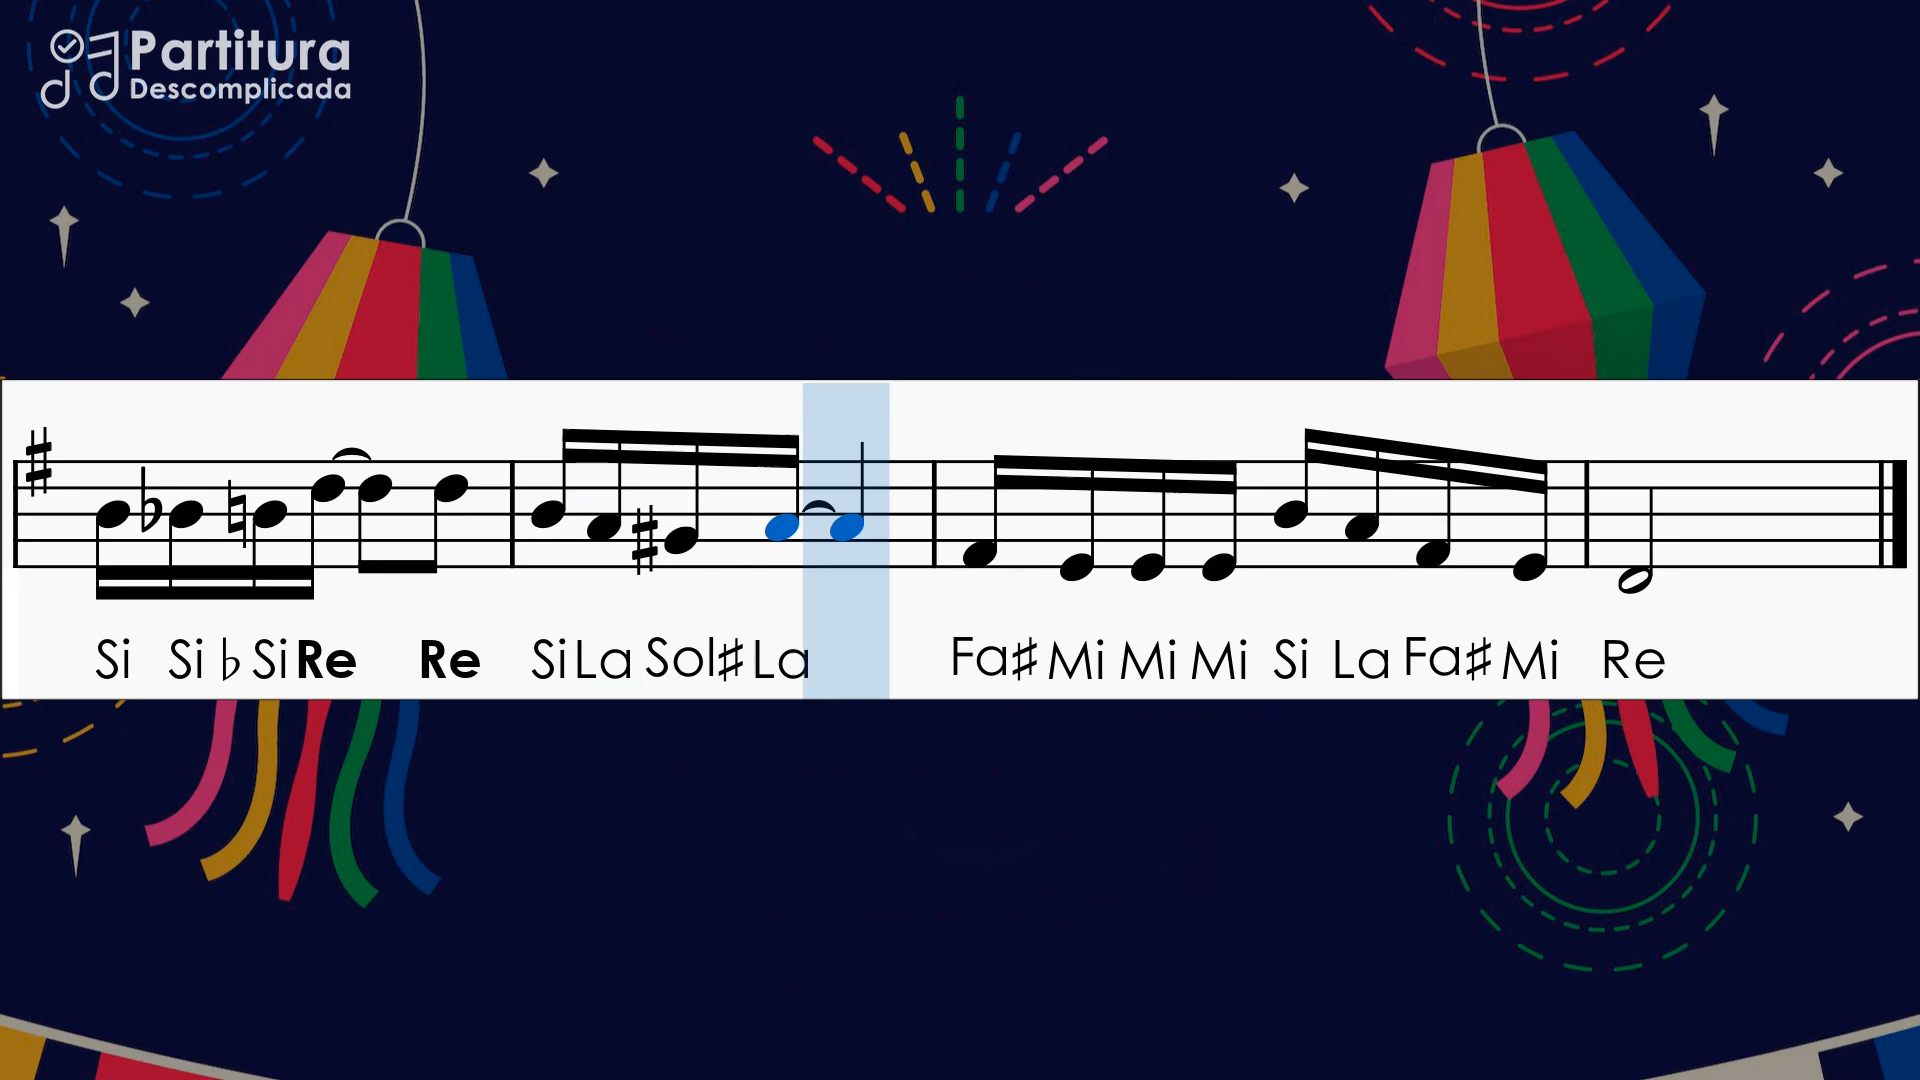 Partitura
Descomplicada
Si Si ♭ Si Re Re Si La Sol♯ La Fa♯ Mi Mi Mi Si La Fa♯ Mi Re